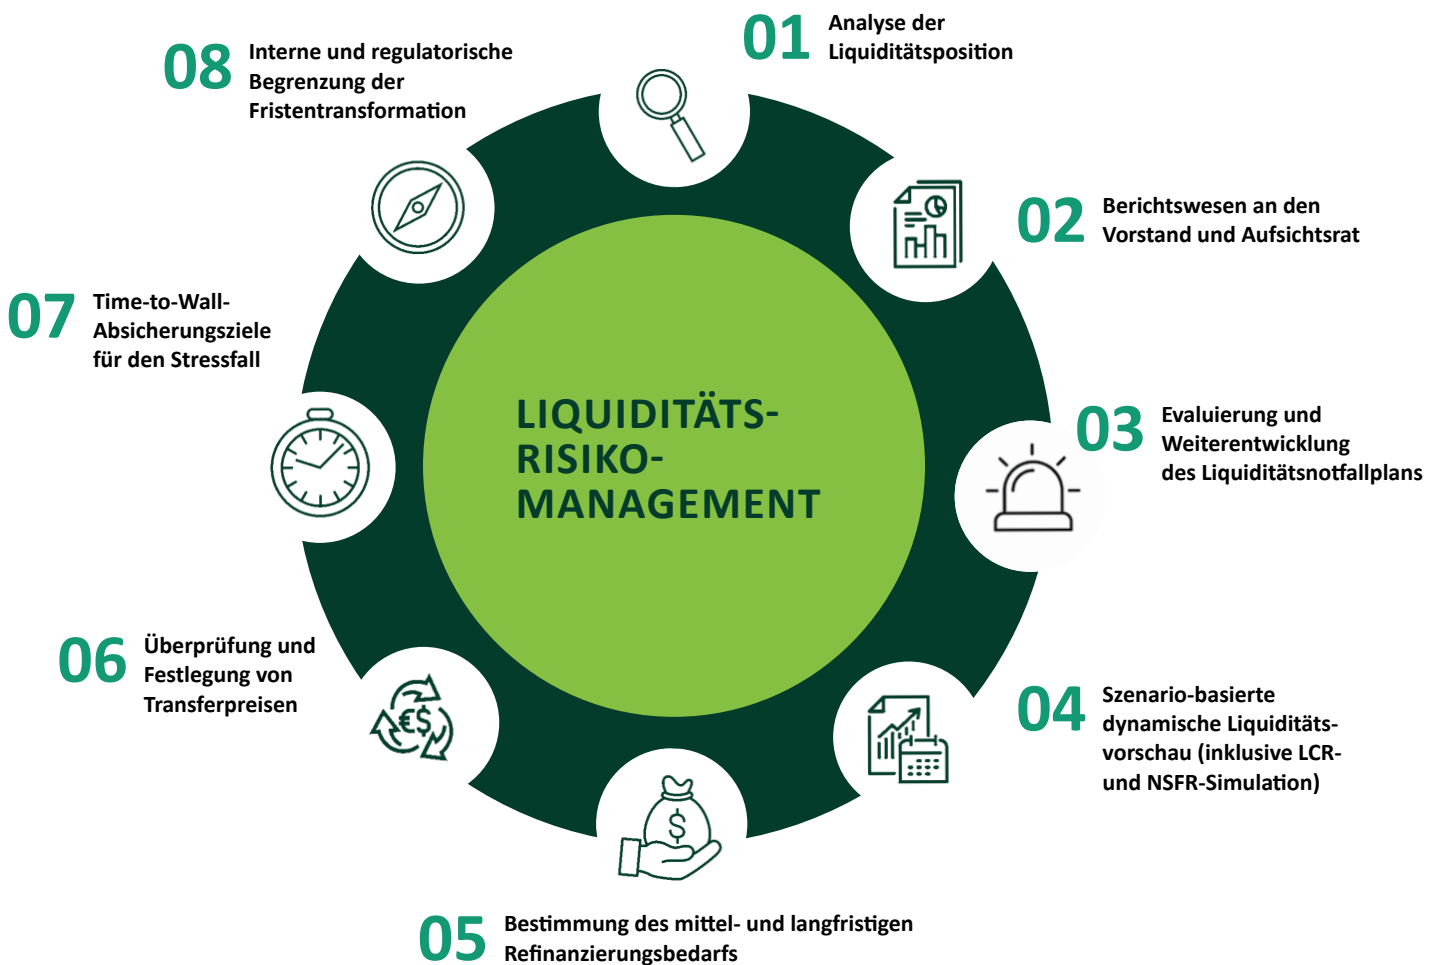 01
Analyse der
Liquiditätsposition
02
Berichtswesen an den
Vorstand und Aufsichtsrat
03
Evaluierung und
Weiterentwicklung
des Liquiditätsnotfallplans
04
Szenario-basierte
dynamische Liquiditäts-
vorschau (inklusive LCR-
und NSFR-Simulation)
05
Bestimmung des mittel- und langfristigen
Refinanzierungsbedarfs
06
Überprüfung und
Festlegung von
Transferpreisen
€$
$
07
Time-to-Wall-
Absicherungsziele
für den Stressfall
08
Interne und regulatorische
Begrenzung der
Fristentransformation
LIQUIDITÄTS-
RISIKO-
MANAGEMENT